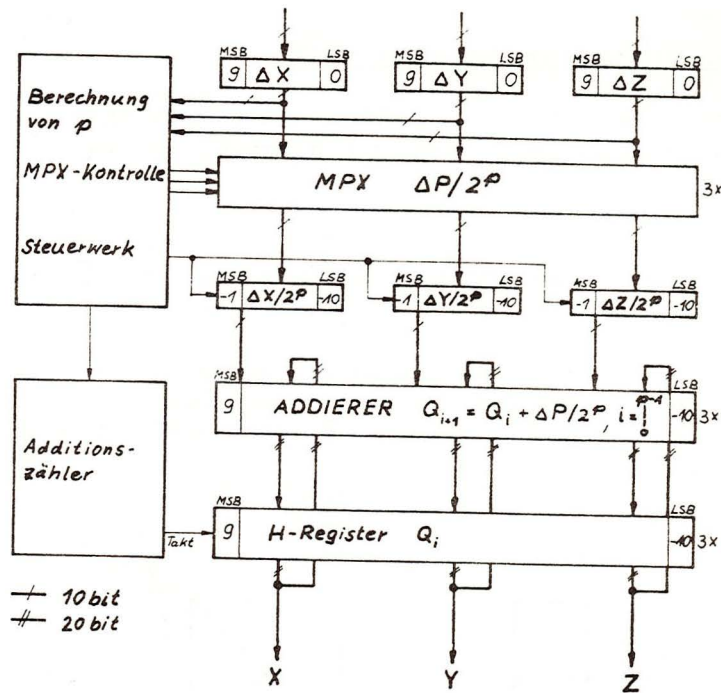 MSB LSB MSB LSB MSB LSB
9 ΔX 0 9 ΔY 0 9 ΔZ 0
Berechnung
von p
MPX-Kontrolle
MPX ΔP/2^p 3x
Steuerwerk
MSB LSB MSB LSB MSB LSB
-1 ΔX/2^p -10 -1 ΔY/2^p -10 -1 ΔZ/2^p -10
MSB LSB
9 ADDIERER Q_{i+1} = Q_i + ΔP/2^p, i = 0 ... p-1 -10 3x
Additions-
zähler
MSB LSB
9 H-Register Q_i -10 3x
Takt
10 bit
20 bit
X Y Z